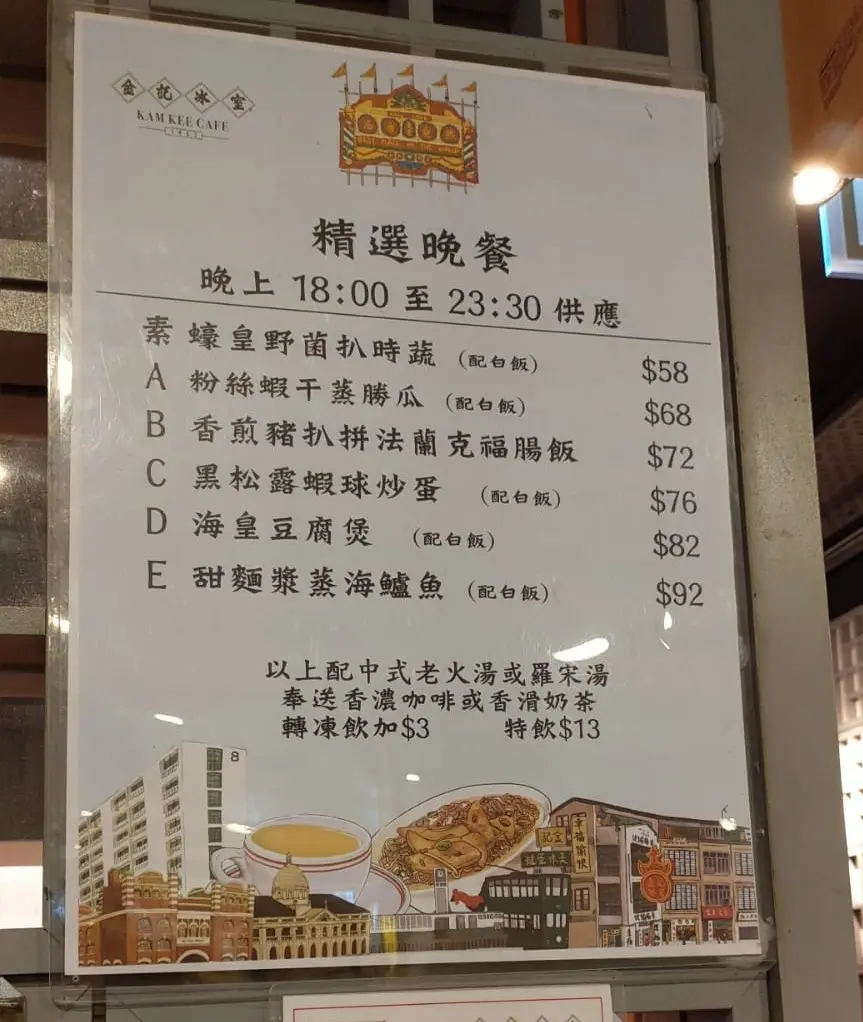 金記冰室
KAM KEE CAFE
1967
精選晚餐
晚上 18:00 至 23:30 供應
素 蠔皇野菌扒時蔬 (配白飯) $58
A 粉絲蝦干蒸勝瓜 (配白飯) $68
B 香煎豬扒拼法蘭克福腸飯 $72
C 黑松露蝦球炒蛋 (配白飯) $76
D 海皇豆腐煲 (配白飯) $82
E 甜麵漿蒸海鱸魚 (配白飯) $92
以上配中式老火湯或羅宋湯
奉送香濃咖啡或香滑奶茶
轉凍飲加$3 特飲$13
8